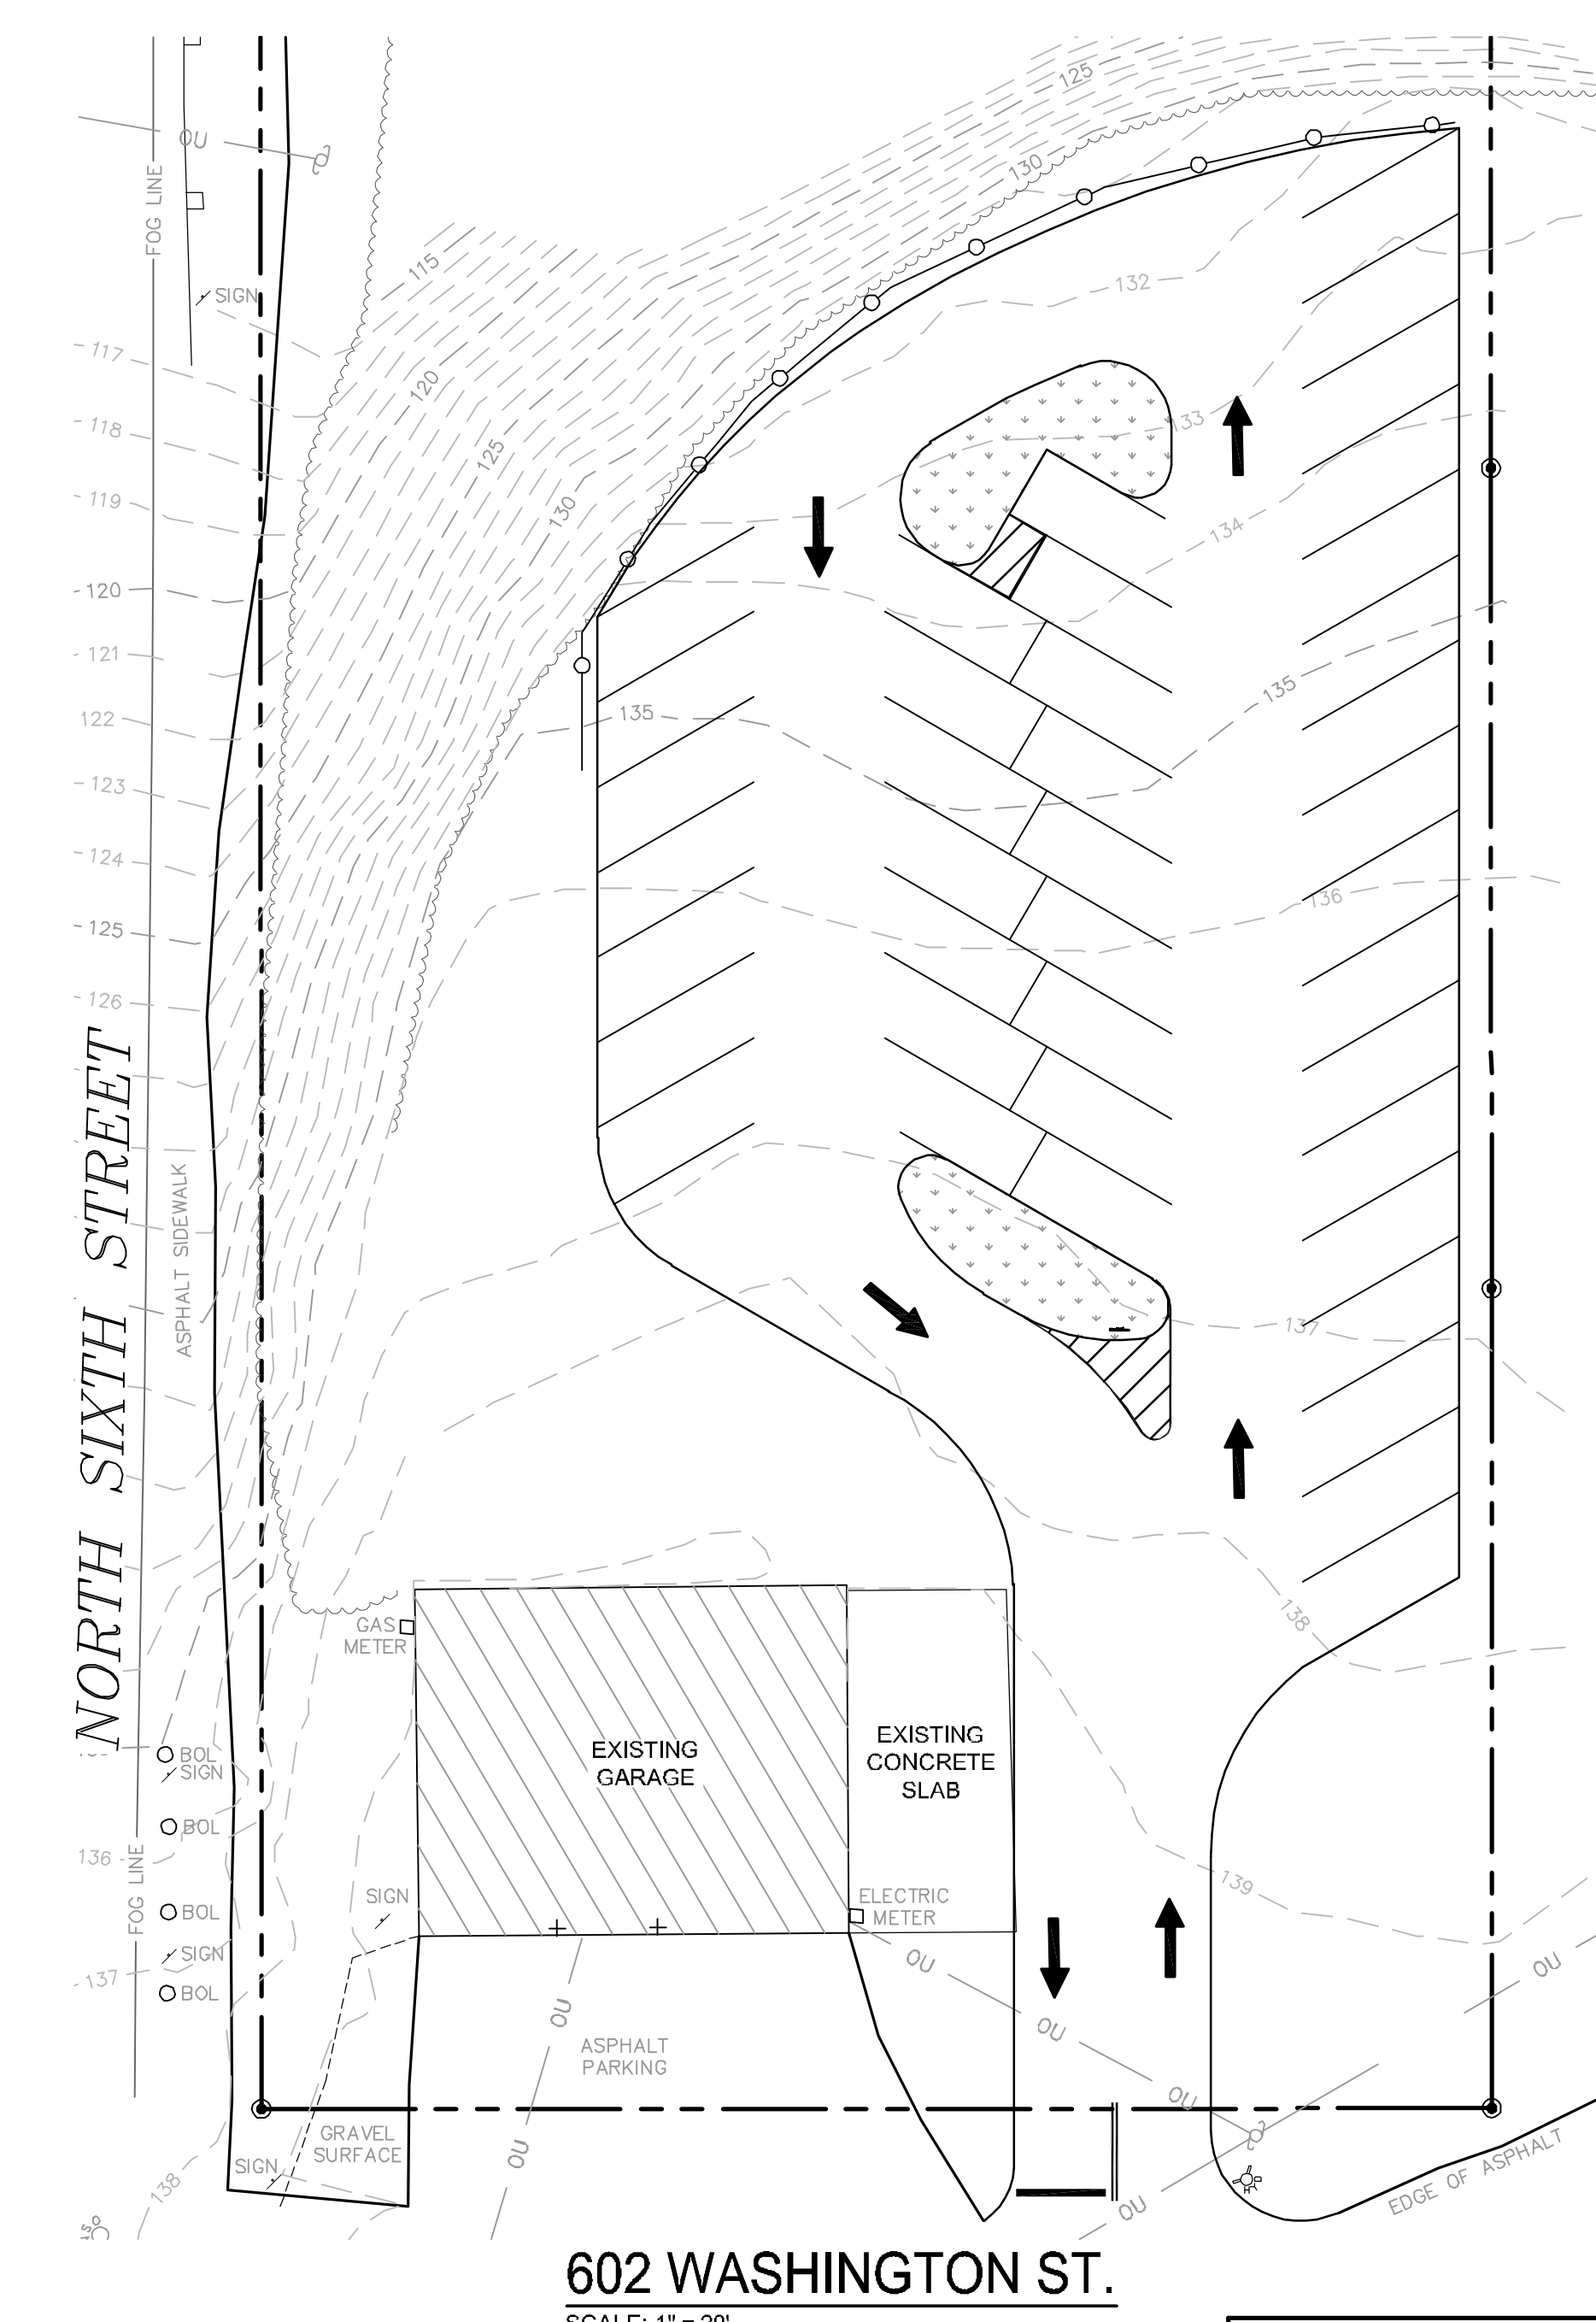 125
OU
FOG LINE
130
115
SIGN
132
117
120
118
133
125
119
130
134
120
121
135
122
135
123
124
136
125
126
NORTH SIXTH STREET
ASPHALT SIDEWALK
137
138
GAS
METER
EXISTING
GARAGE
EXISTING
CONCRETE
SLAB
BOL
SIGN
BOL
136
FOG LINE
139
SIGN
ELECTRIC
METER
BOL
SIGN
BOL
137
OU
OU
OU
OU
ASPHALT
PARKING
OU
GRAVEL
SURFACE
OU
SIGN
138
OU
EDGE OF ASPHALT
602 WASHINGTON ST.